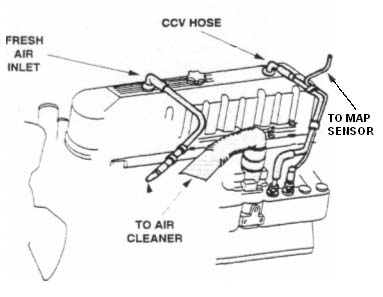 CCV HOSE
FRESH
AIR
INLET
TO MAP
SENSOR
TO AIR
CLEANER